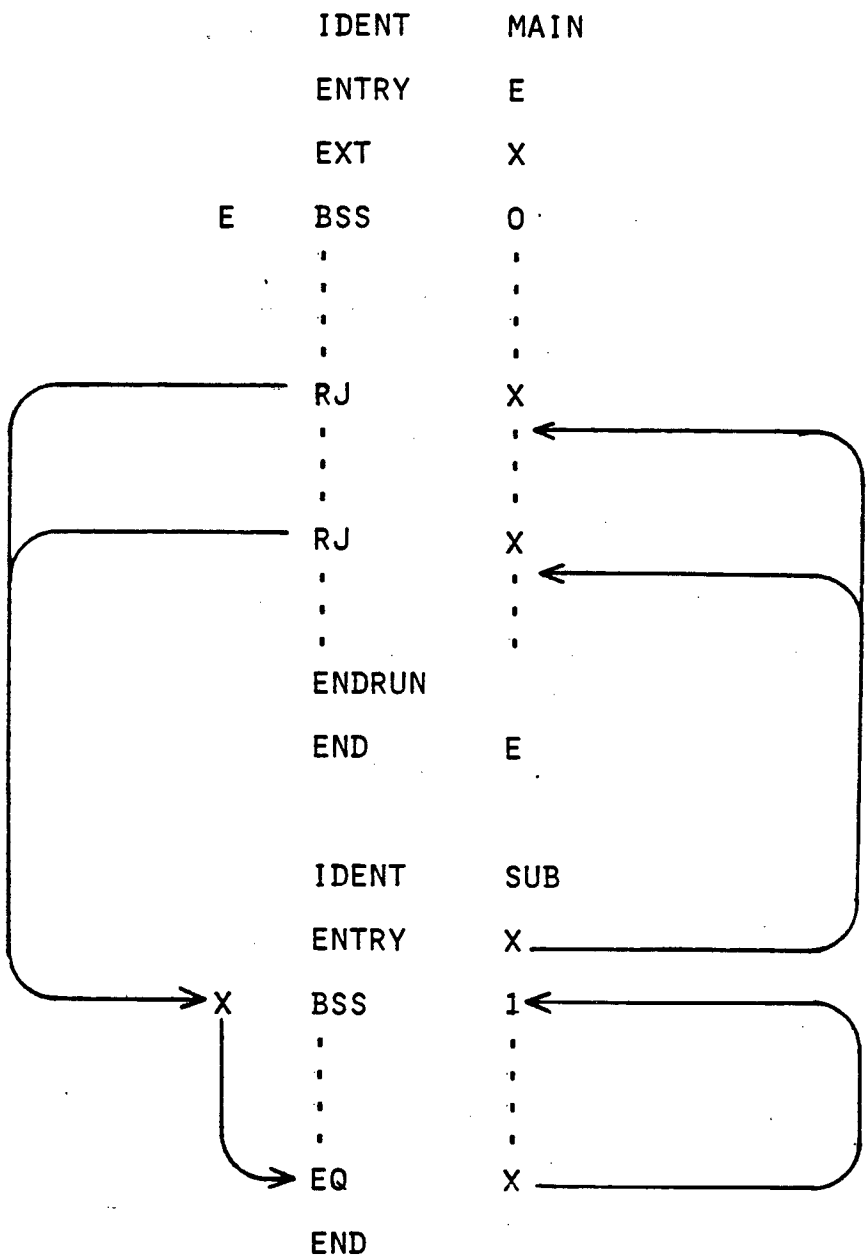 IDENT MAIN
ENTRY E
EXT X
E BSS 0
RJ X
RJ X
ENDRUN
END E
IDENT SUB
ENTRY X
X BSS 1
EQ X
END